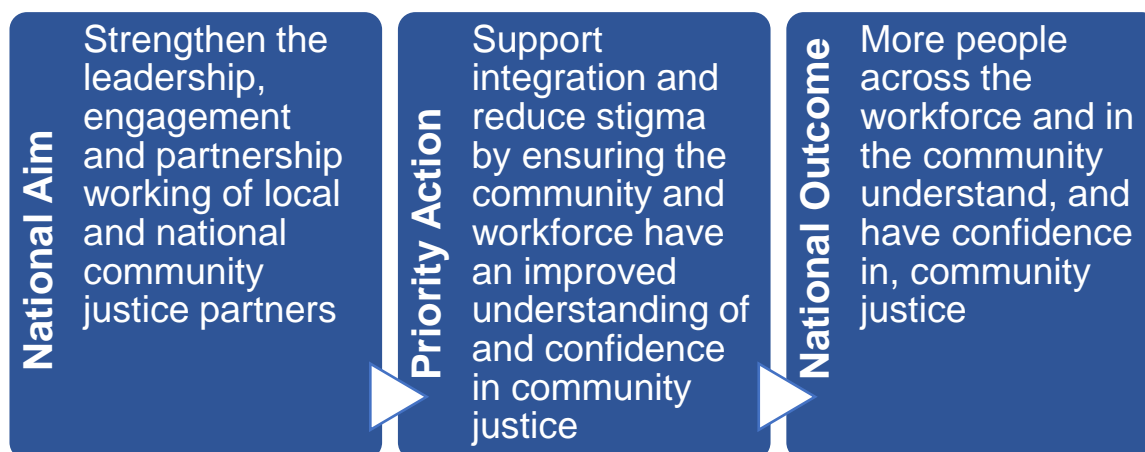 National Aim
Strengthen the
leadership,
engagement
and partnership
working of local
and national
community
justice partners
Priority Action
Support
integration and
reduce stigma
by ensuring the
community and
workforce have
an improved
understanding of
and confidence
in community
justice
National Outcome
More people
across the
workforce and in
the community
understand, and
have confidence
in, community
justice